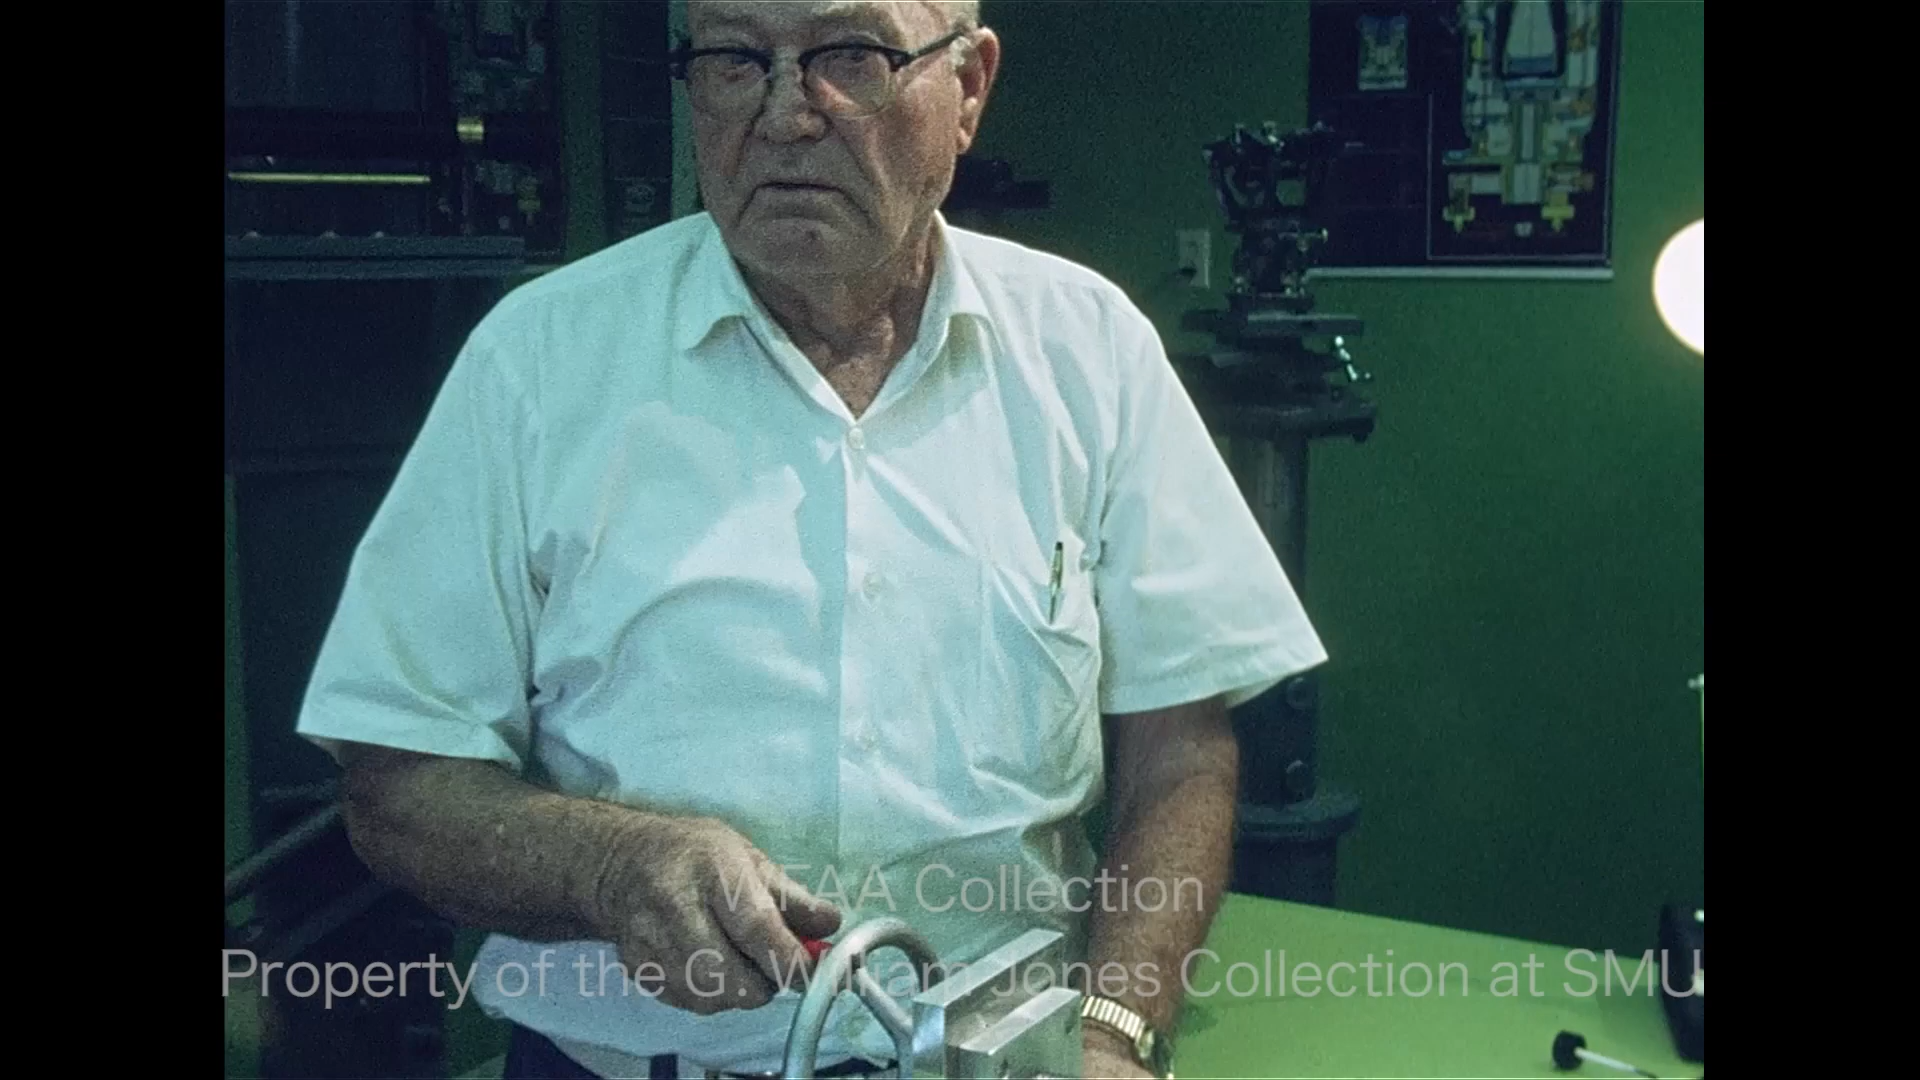 WFAA Collection
Property of the G. William Jones Collection at SMU